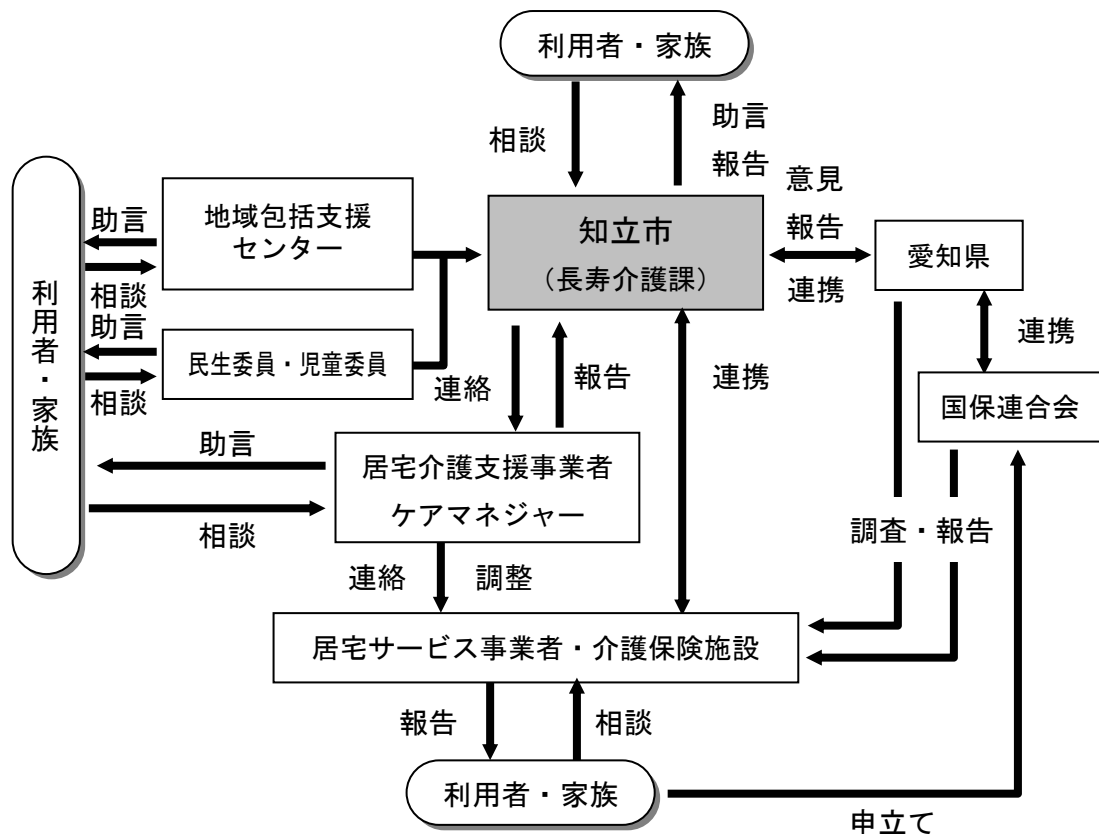 利用者・家族
相談
助言
報告
意見
報告
連携
知立市
（長寿介護課）
愛知県
連携
国保連合会
地域包括支援
センター
助言
相談
助言
相談
民生委員・児童委員
利用者・家族
連絡
報告
連携
助言
相談
居宅介護支援事業者
ケアマネジャー
調査・報告
連絡
調整
居宅サービス事業者・介護保険施設
報告
相談
利用者・家族
申立て